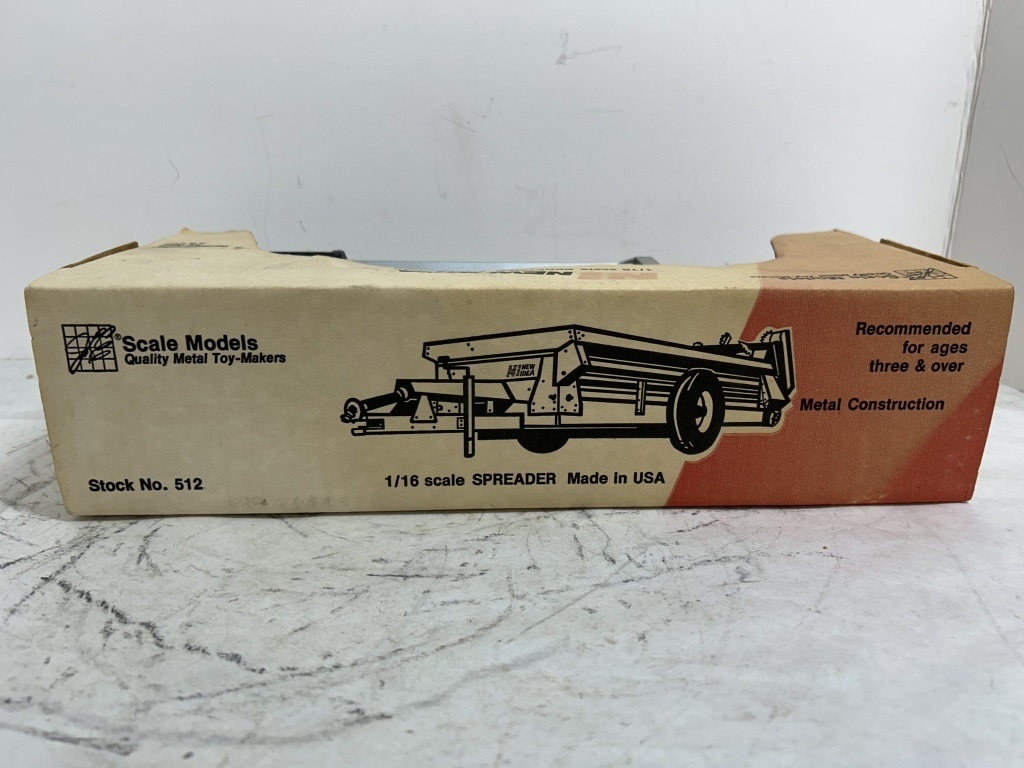 Scale Models
Quality Metal Toy-Makers
Recommended
for ages
three & over
Metal Construction
NEW
IDEA
Stock No. 512
1/16 scale SPREADER Made in USA